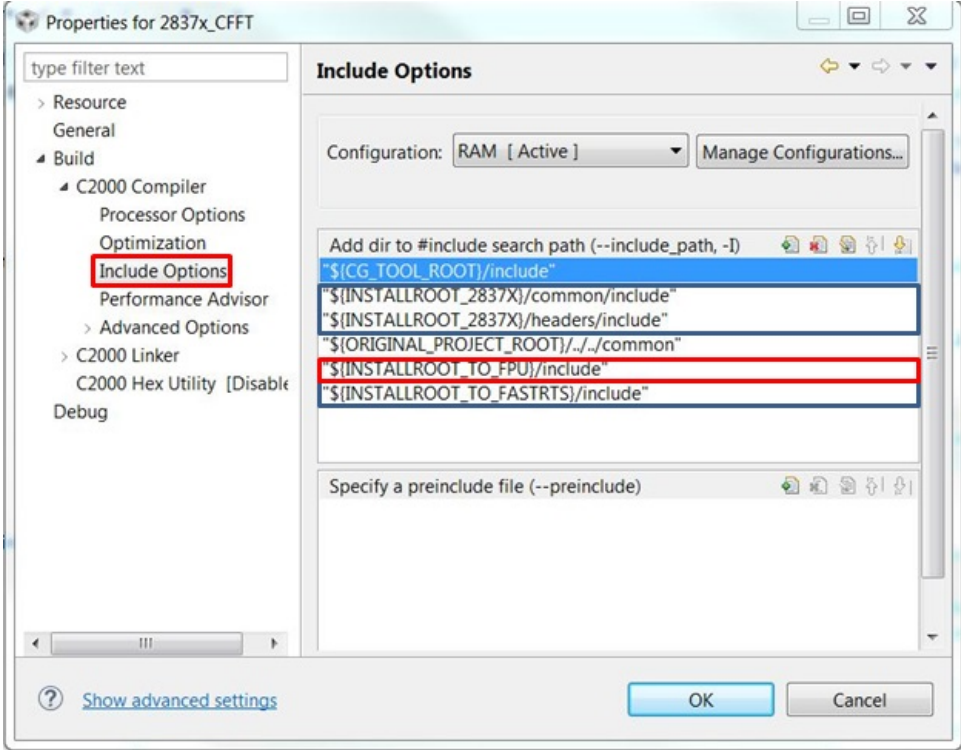 Properties for 2837x_CFFT
type filter text
Resource
General
Build
C2000 Compiler
Processor Options
Optimization
Include Options
Performance Advisor
Advanced Options
C2000 Linker
C2000 Hex Utility [Disable
Debug
Include Options
Configuration: RAM [ Active ] Manage Configurations...
Add dir to #include search path (--include_path, -I)
"${CG_TOOL_ROOT}/include"
"${INSTALLROOT_2837X}/common/include"
"${INSTALLROOT_2837X}/headers/include"
"${ORIGINAL_PROJECT_ROOT}/../../common"
"${INSTALLROOT_TO_FPU}/include"
"${INSTALLROOT_TO_FASTRTS}/include"
Specify a preinclude file (--preinclude)
Show advanced settings
OK Cancel